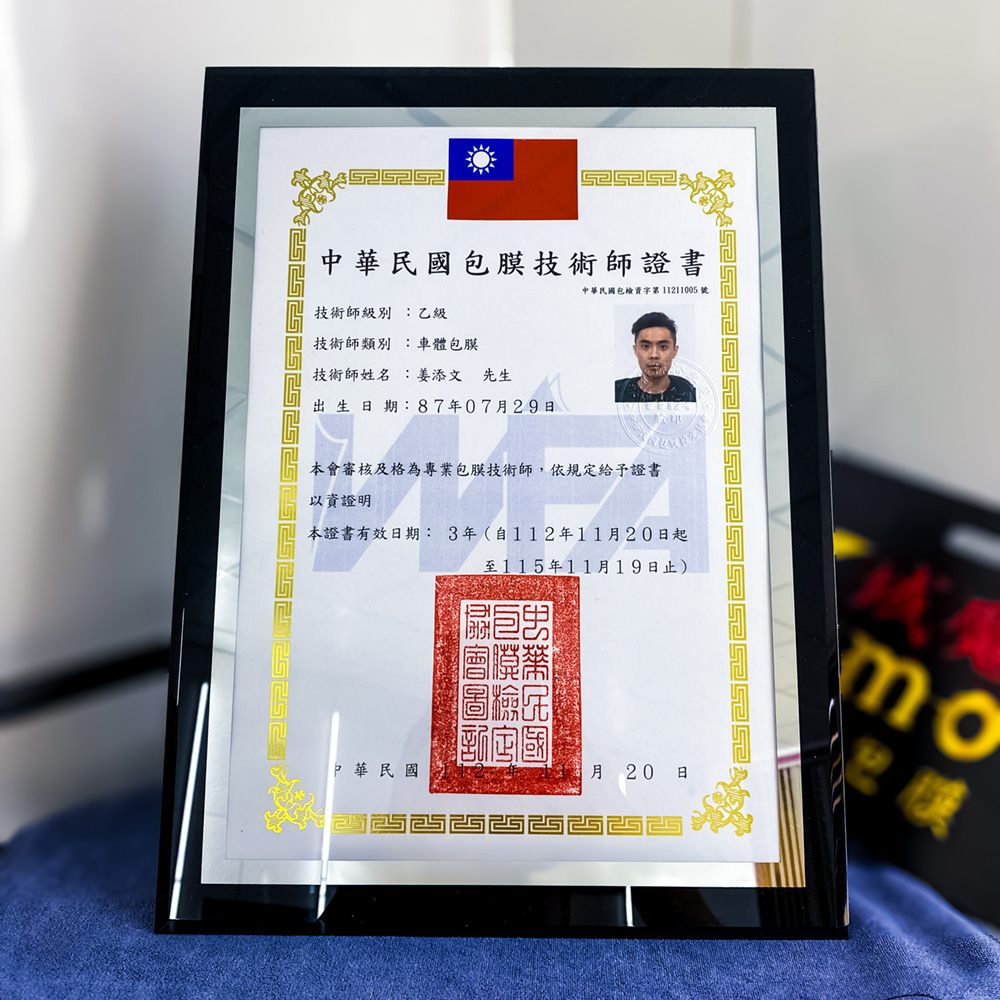 中華民國包膜技術師證書
中華民國包檢資字第 11211005 號
技術師級別 ：乙級
技術師類別 ：車體包膜
技術師姓名 ：姜添文 先生
出生日期：87年07月29日
WFA
本會審核及格為專業包膜技術師，依規定給予證書
以資證明
本證書有效日期： 3年(自112年11月20日起
至115年11月19日止)
中華民國
包膜檢定
協會圖記
中華民國 112 年 11 月 20 日
mo
包膜